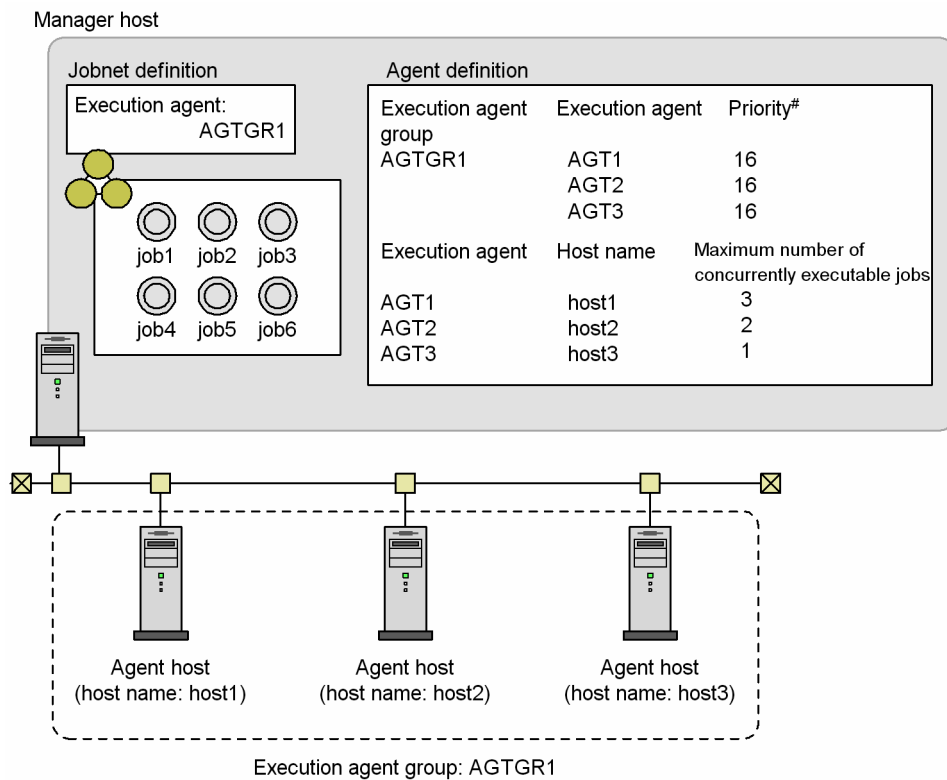 Manager host
Jobnet definition
Execution agent:
AGTGR1
job1 job2 job3
job4 job5 job6
Agent definition
Execution agent group Execution agent Priority#
AGTGR1 AGT1 16
AGT2 16
AGT3 16
Execution agent Host name Maximum number of concurrently executable jobs
AGT1 host1 3
AGT2 host2 2
AGT3 host3 1
Agent host
(host name: host1)
Agent host
(host name: host2)
Agent host
(host name: host3)
Execution agent group: AGTGR1